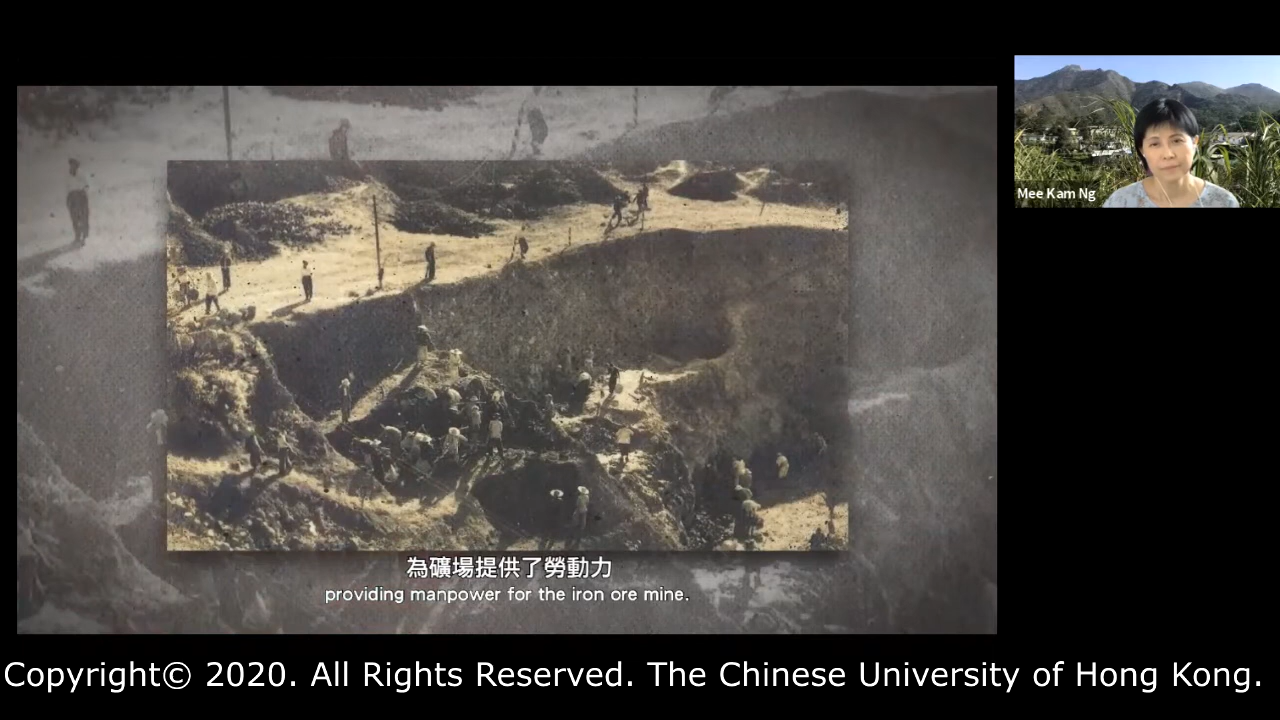 Mee Kam Ng
為礦場提供了勞動力
providing manpower for the iron ore mine.
Copyright© 2020. All Rights Reserved. The Chinese University of Hong Kong.